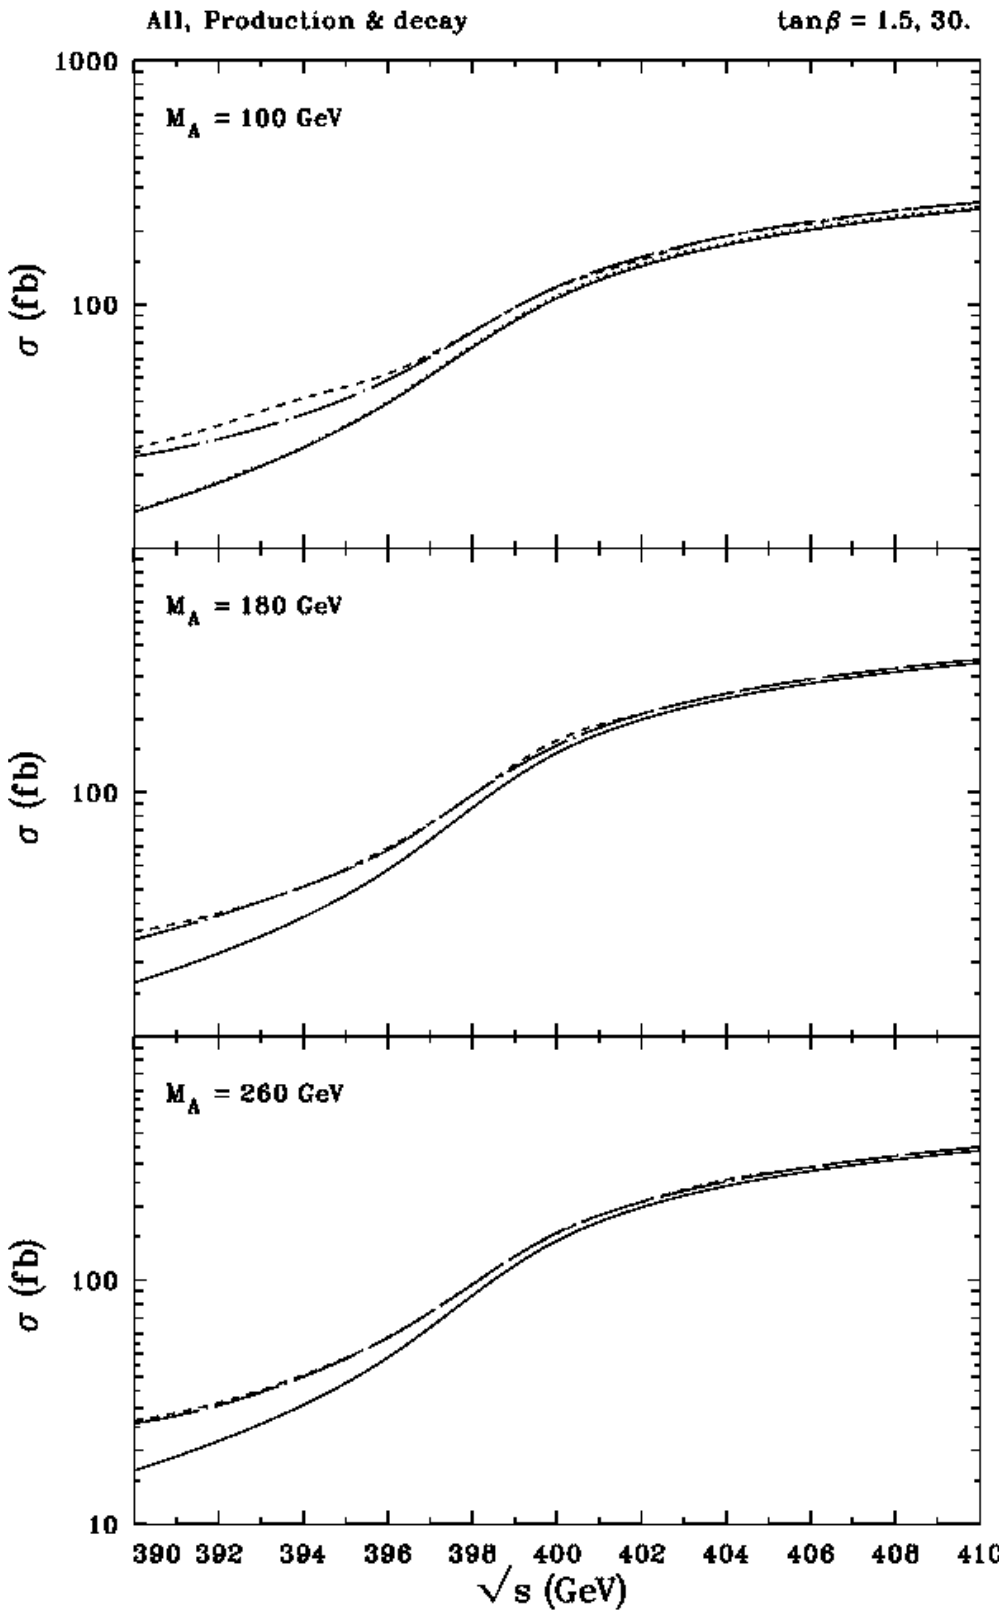 All, Production & decay tanβ = 1.5, 30.
1000
M_A = 100 GeV
σ (fb)
100
M_A = 180 GeV
σ (fb)
100
M_A = 260 GeV
σ (fb)
100
10
390 392 394 396 398 400 402 404 406 408 410
√s (GeV)